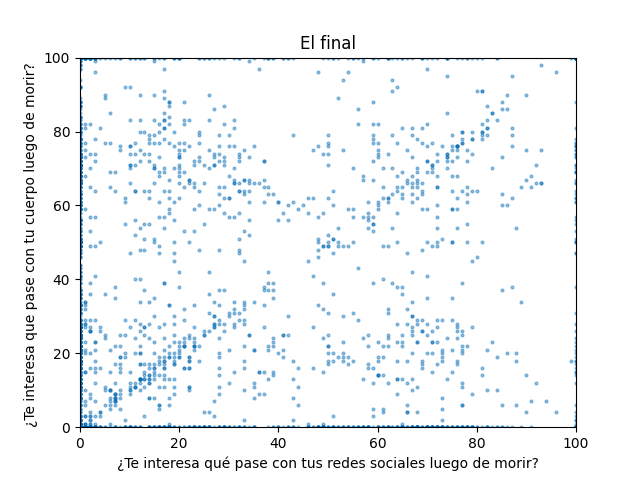 El final
¿Te interesa que pase con tu cuerpo luego de morir?
100
80
60
40
20
0
0 20 40 60 80 100
¿Te interesa qué pase con tus redes sociales luego de morir?